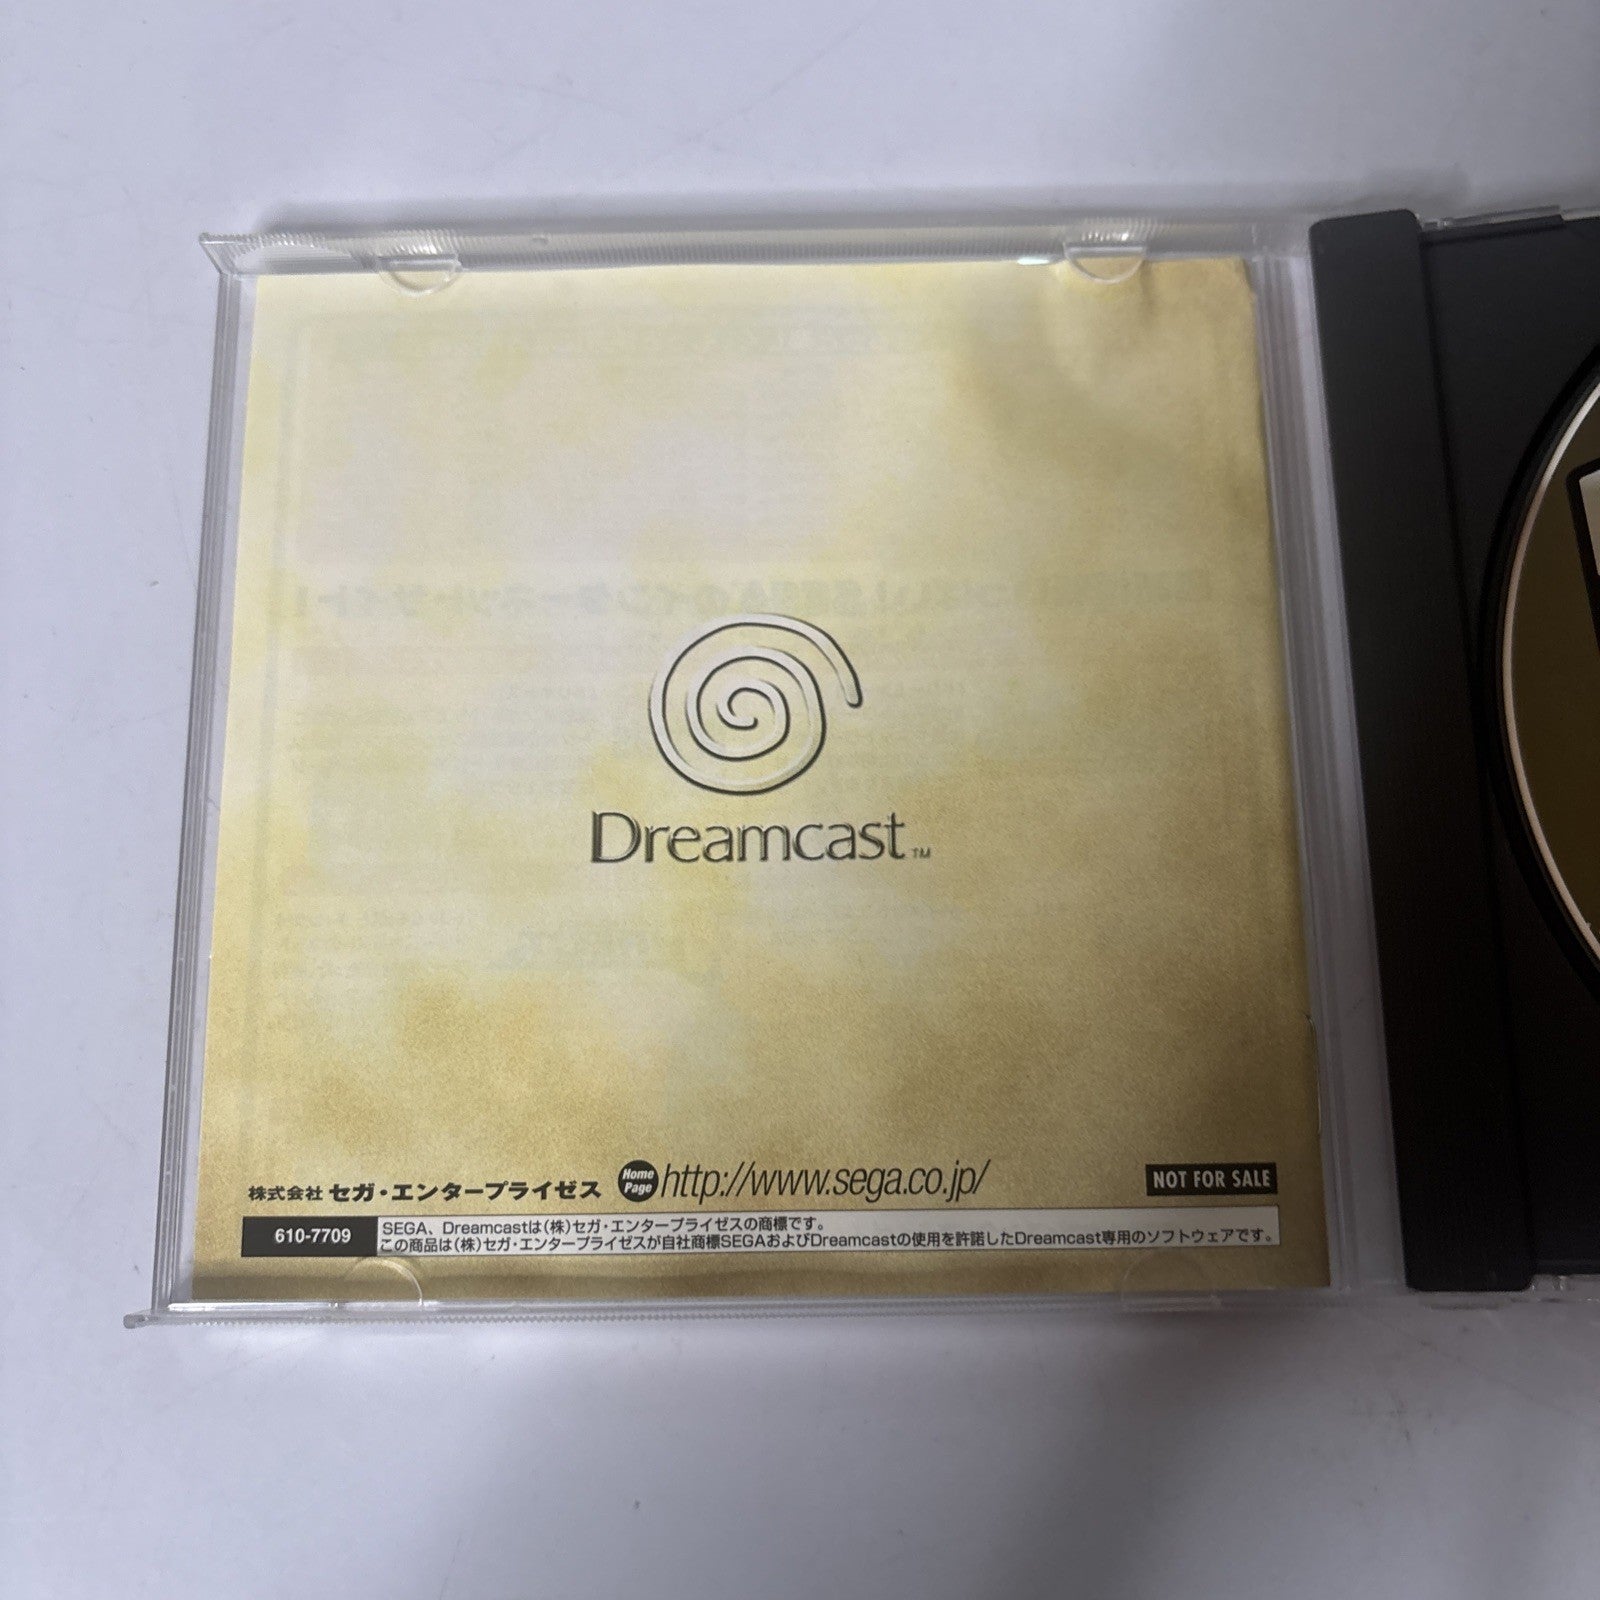 Dreamcast™
株式会社 セガ・エンタープライゼス Home Page http://www.sega.co.jp/ NOT FOR SALE
610-7709
SEGA、Dreamcastは(株)セガ・エンタープライゼスの商標です。
この商品は(株)セガ・エンタープライゼスが自社商標SEGAおよびDreamcastの使用を許諾したDreamcast専用のソフトウェアです。